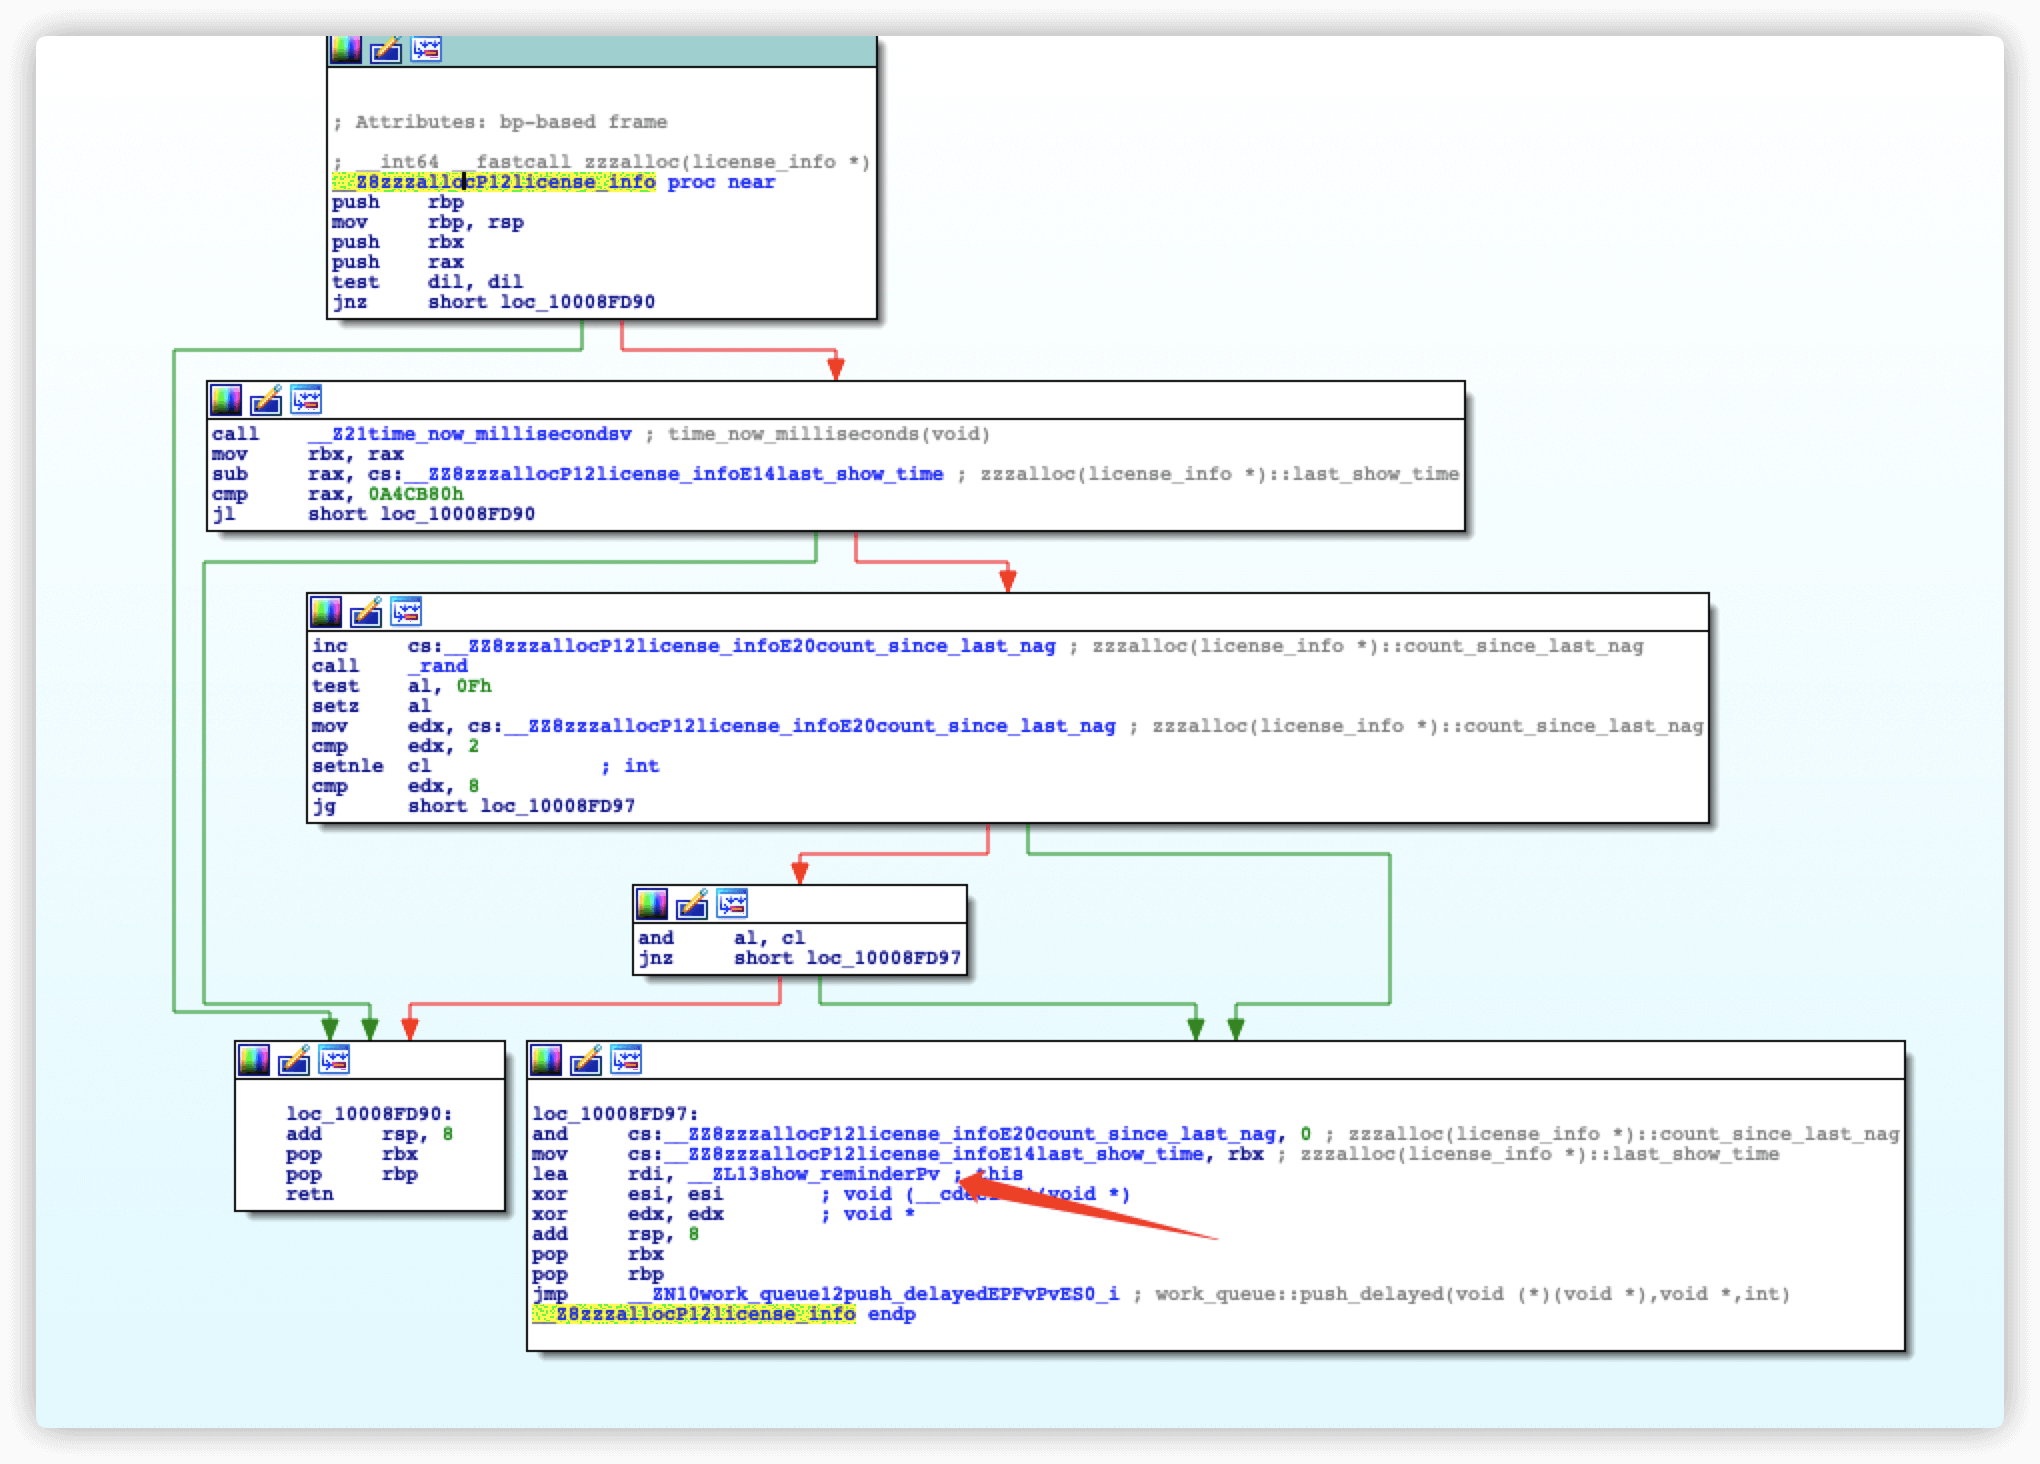 ; Attributes: bp-based frame
; __int64 __fastcall zzzalloc(license_info *)
__Z8zzzallocP12license_info proc near
push    rbp
mov     rbp, rsp
push    rbx
push    rax
test    dil, dil
jnz     short loc_10008FD90
call    __Z21time_now_millisecondsv ; time_now_milliseconds(void)
mov     rbx, rax
sub     rax, cs:__ZZ8zzzallocP12license_infoE14last_show_time ; zzzalloc(license_info *)::last_show_time
cmp     rax, 0A4CB80h
jl      short loc_10008FD90
inc     cs:__ZZ8zzzallocP12license_infoE20count_since_last_nag ; zzzalloc(license_info *)::count_since_last_nag
call    _rand
test    al, 0Fh
setz    al
mov     edx, cs:__ZZ8zzzallocP12license_infoE20count_since_last_nag ; zzzalloc(license_info *)::count_since_last_nag
cmp     edx, 2
setnle  cl              ; int
cmp     edx, 8
jg      short loc_10008FD97
and     al, cl
jnz     short loc_10008FD97
loc_10008FD90:
add     rsp, 8
pop     rbx
pop     rbp
retn
loc_10008FD97:
and     cs:__ZZ8zzzallocP12license_infoE20count_since_last_nag, 0 ; zzzalloc(license_info *)::count_since_last_nag
mov     cs:__ZZ8zzzallocP12license_infoE14last_show_time, rbx ; zzzalloc(license_info *)::last_show_time
lea     rdi, __ZL13show_reminderPv ; this
xor     esi, esi        ; void (void *)
xor     edx, edx        ; void *
add     rsp, 8
pop     rbx
pop     rbp
jmp     __ZN10work_queue12push_delayedEPFvPvES0_i ; work_queue::push_delayed(void (*)(void *),void *,int)
__Z8zzzallocP12license_info endp